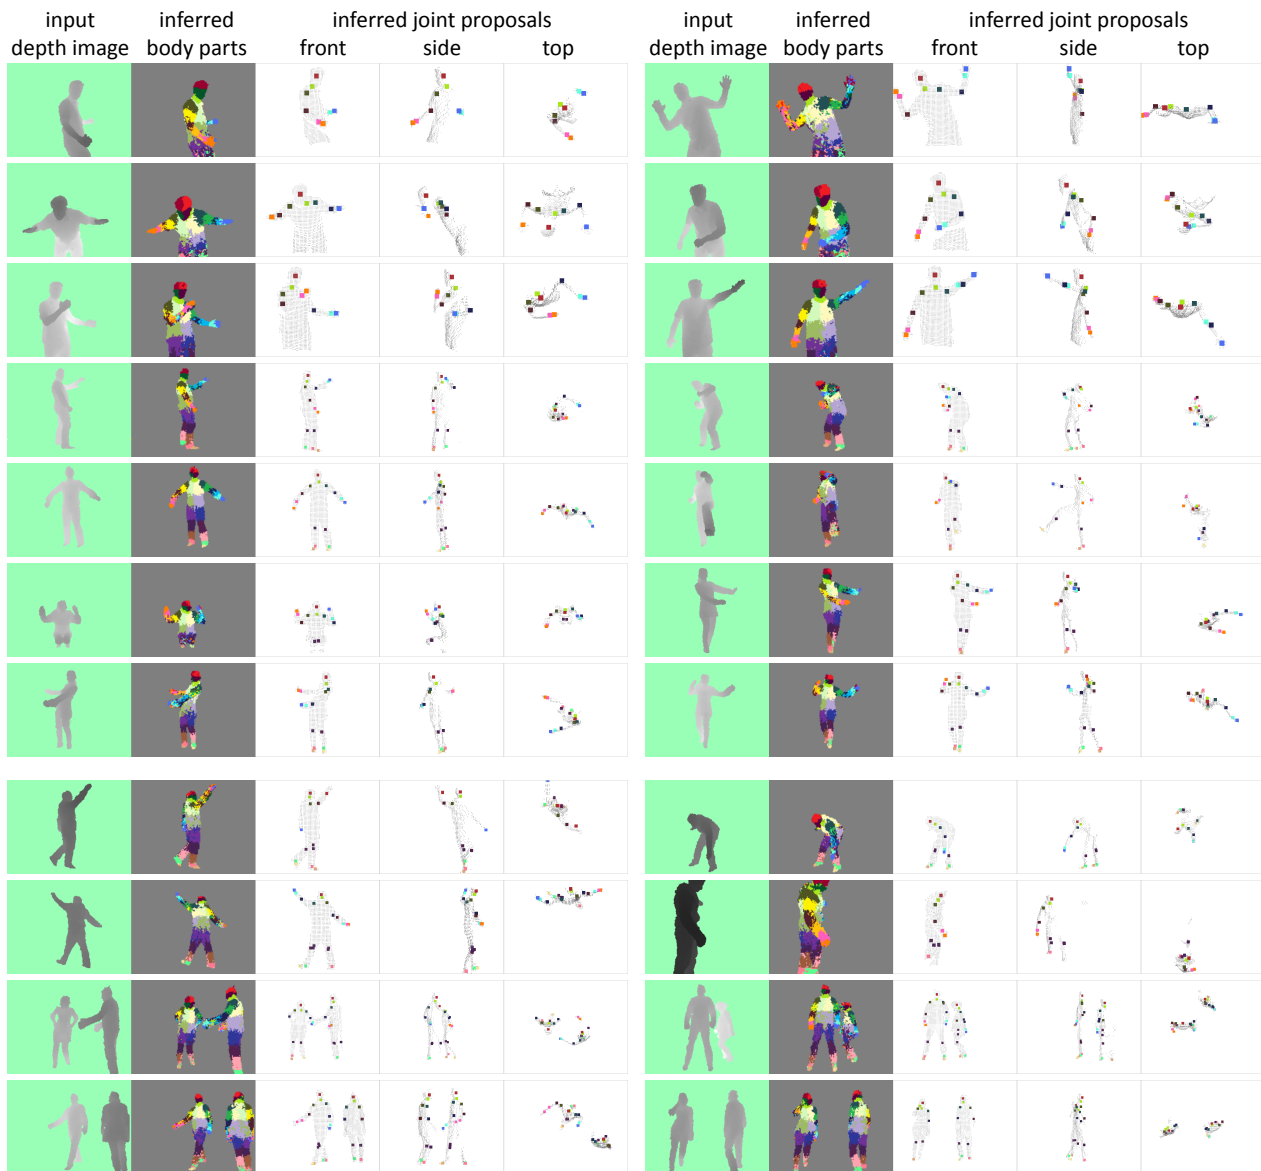 input inferred inferred joint proposals input inferred inferred joint proposals
depth image body parts front side top depth image body parts front side top